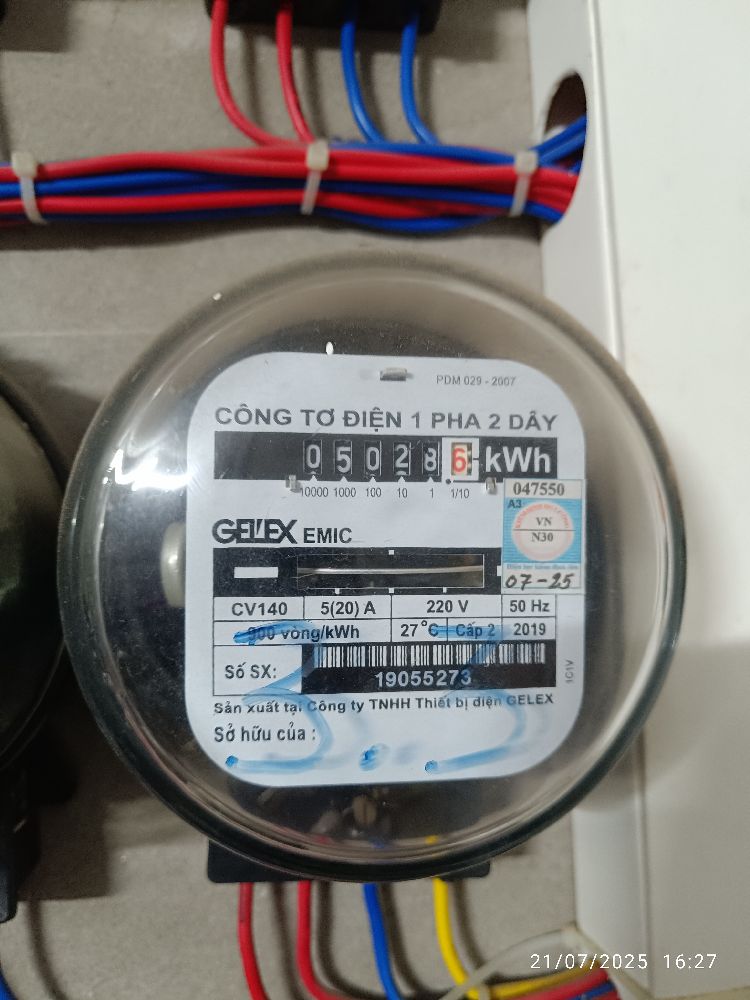 PDM 029 - 2007
CÔNG TƠ ĐIỆN 1 PHA 2 DÂY
0 5 0 2 8 6 kWh
10000 1000 100 10 1 1/10
047550
A3
VN
N30
07-25
GELEX EMIC
CV140 5(20) A 220 V 50 Hz
900 vòng/kWh 27°C Cấp 2 2019
Số SX:
19055273
1C1V
Sản xuất tại Công ty TNHH Thiết bị điện GELEX
Sở hữu của :
3.3
21/07/2025 16:27